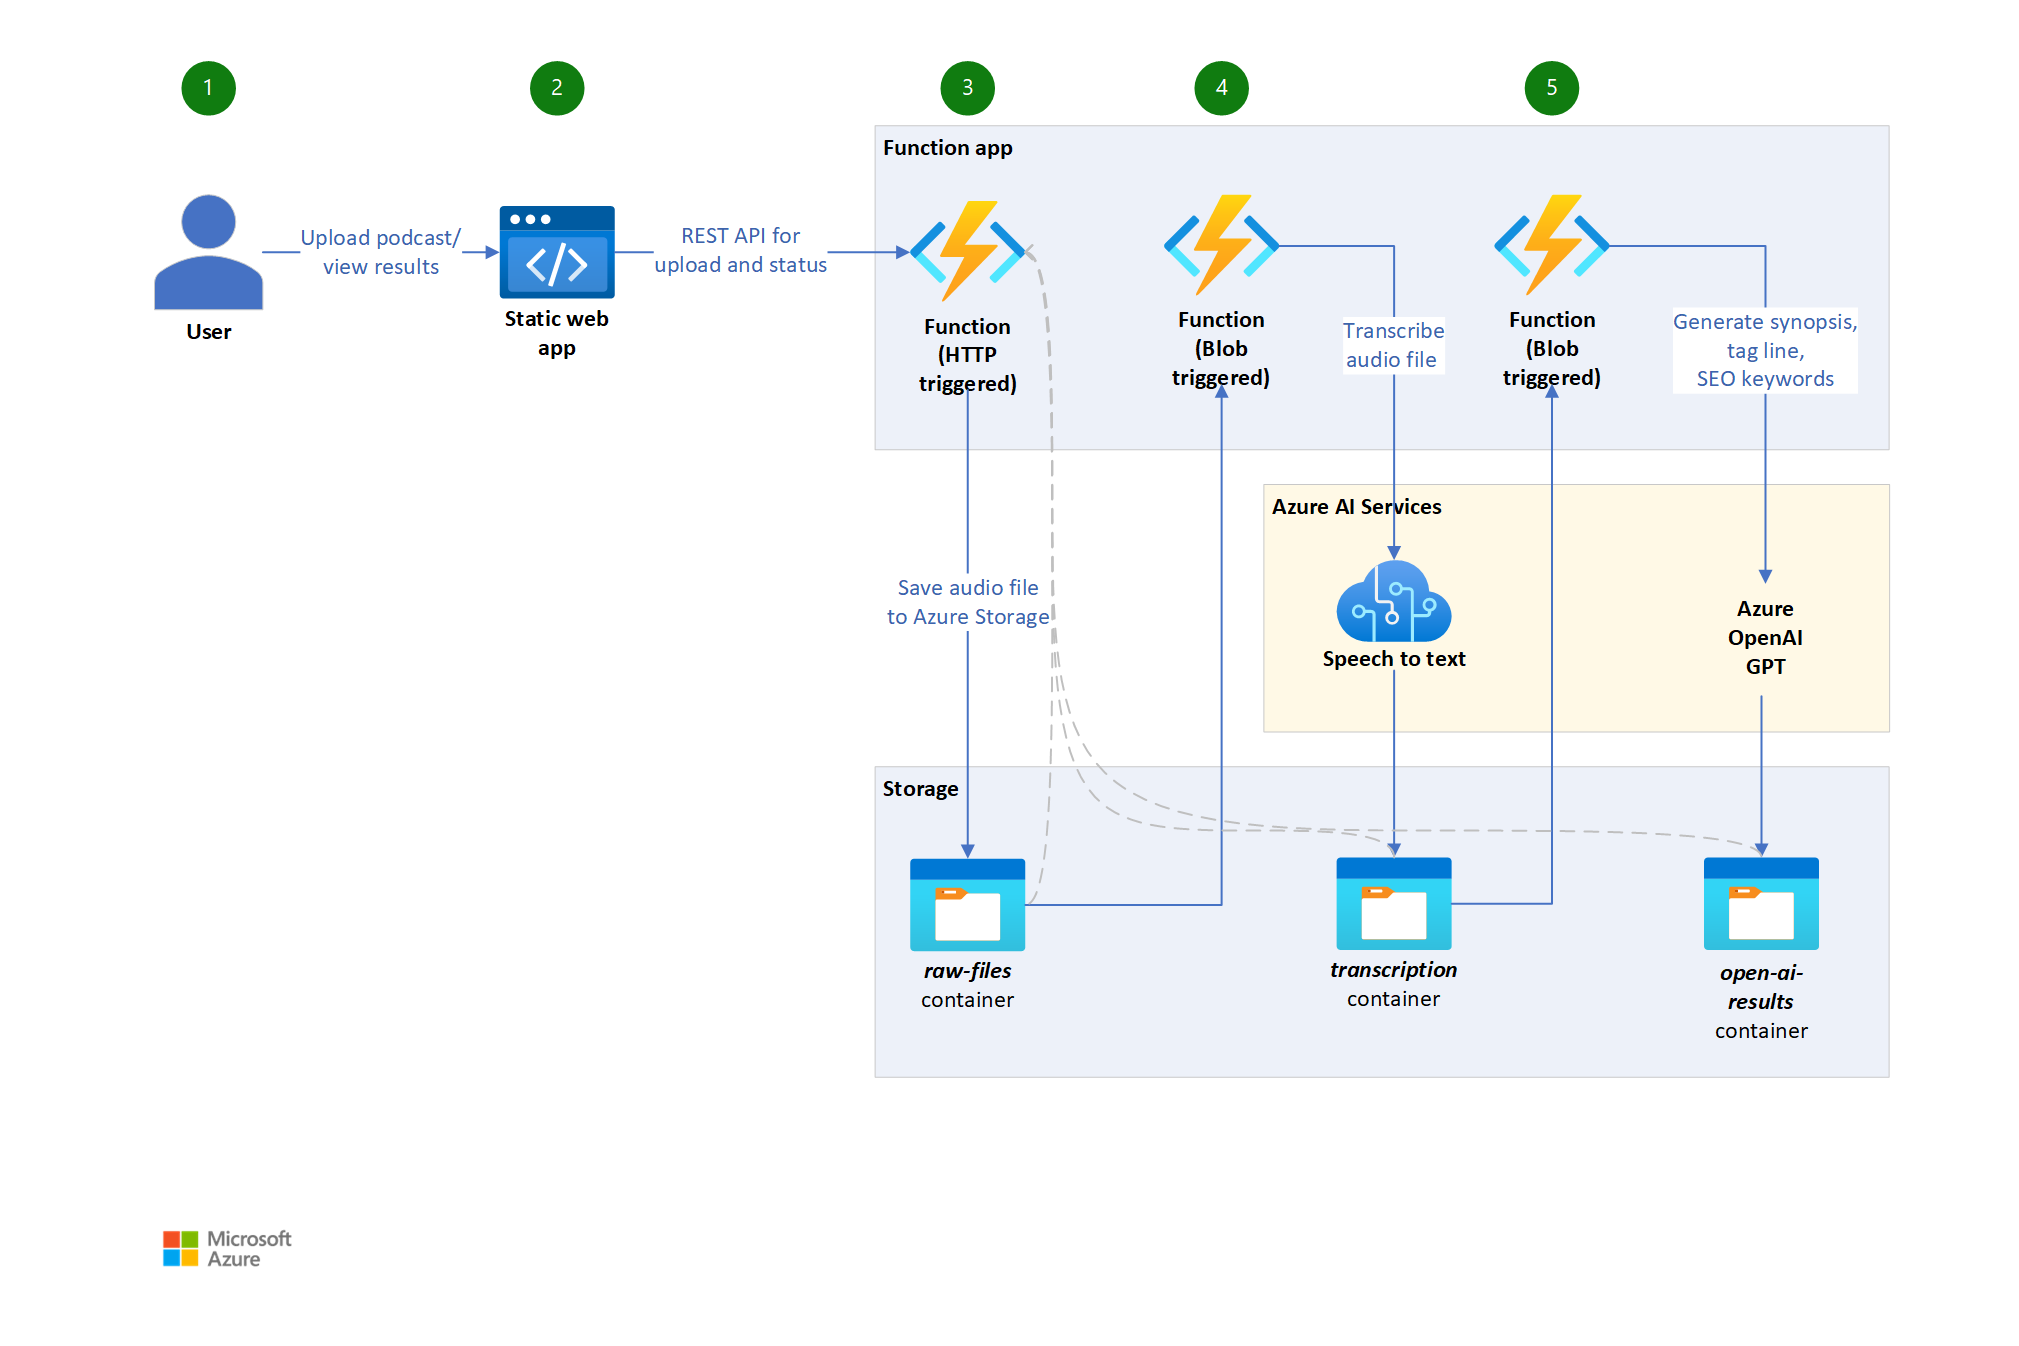 1
2
3
4
5
Function app
User
Upload podcast/
view results
Static web
app
REST API for
upload and status
Function
(HTTP
triggered)
Function
(Blob
triggered)
Transcribe
audio file
Function
(Blob
triggered)
Generate synopsis,
tag line,
SEO keywords
Azure AI Services
Save audio file
to Azure Storage
Speech to text
Azure
OpenAI
GPT
Storage
raw-files
container
transcription
container
open-ai-
results
container
Microsoft
Azure